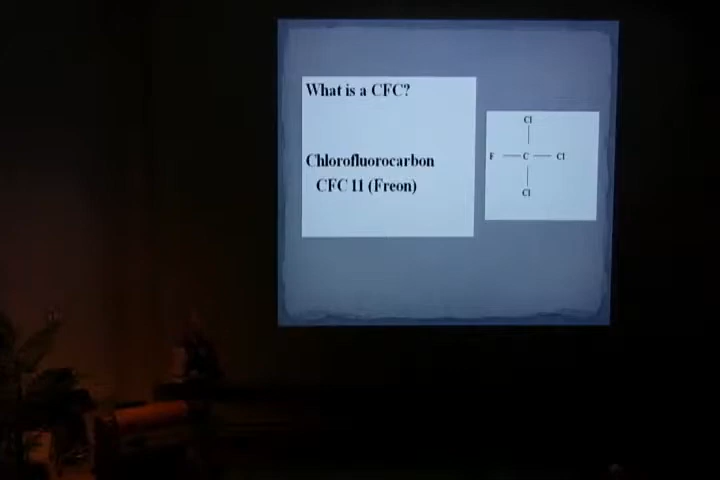 What is a CFC?
Chlorofluorocarbon
CFC 11 (Freon)
Cl
F — C — Cl
Cl